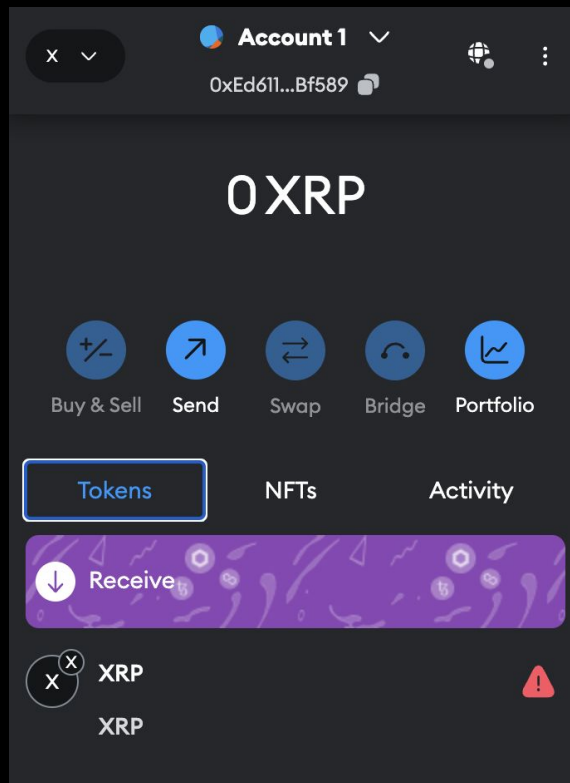 X
Account 1
0xEd611...Bf589
0 XRP
+/-
Buy & Sell
Send
Swap
Bridge
Portfolio
Tokens
NFTs
Activity
Receive
X
X
XRP
!
XRP